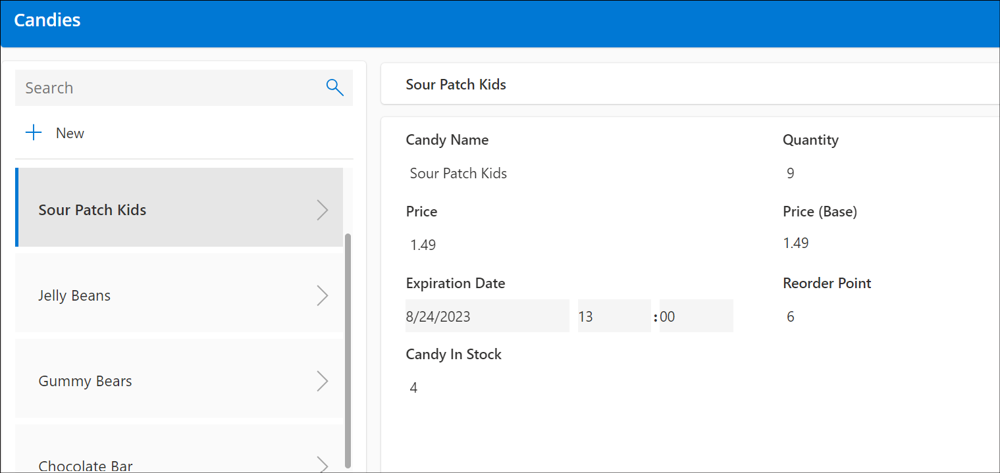 Candies
Search
New
Sour Patch Kids
Jelly Beans
Gummy Bears
Chocolate Bar
Sour Patch Kids
Candy Name
Quantity
Sour Patch Kids
9
Price
Price (Base)
1.49
1.49
Expiration Date
Reorder Point
8/24/2023 13 :00
6
Candy In Stock
4